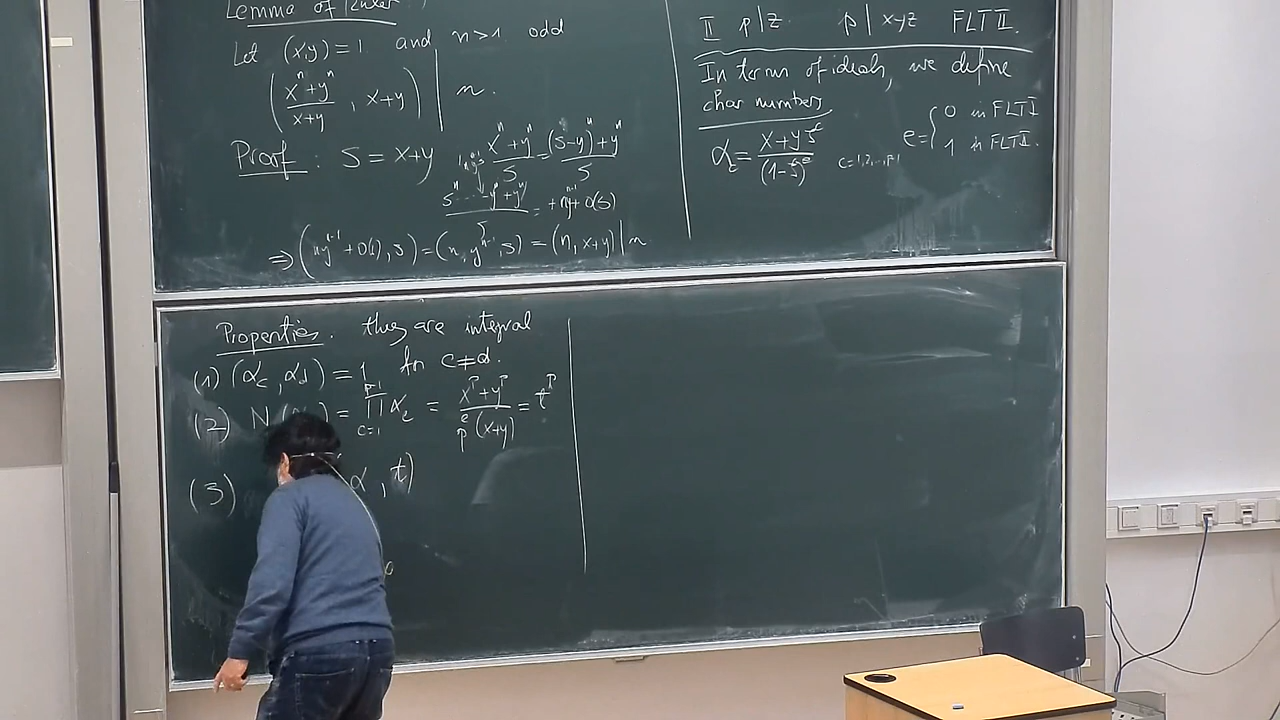 Lemma of Euler:
Let (x,y) = 1 and n>1 odd
( (x^n + y^n)/(x+y) , x+y ) | n.
Proof: S = x+y
(x^n + y^n)/S = ((S-y)^n + y^n)/S
= + ny^{n-1} + O(S)
⇒ (ny^{n-1} + O(1), S) = (n, y^{n-1}, S) = (n, x+y) | n
II p|z. p | xyz FLT II.
In terms of ideals, we define
char numbers
α_c = (x + yζ^c)/(1-ζ^c)^e c=1,2,..,p-1
e = { 0 in FLT I
1 in FLT II.
Properties. they are integral
(1) (α_c, α_d) = 1 for c≠d.
(2) N = ∏_{c=1}^{p-1} α_c = (x^p + y^p)/(p^e (x+y)) = t^p
(3) α, t)